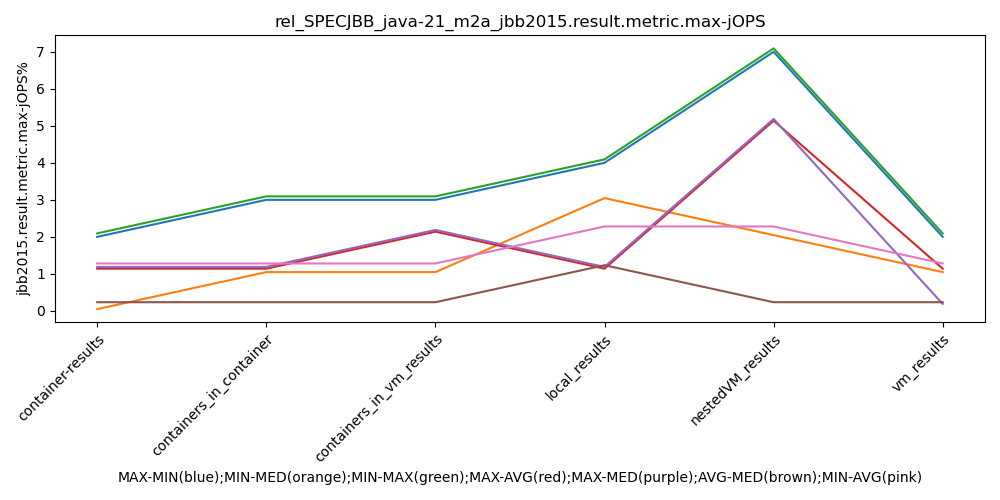 rel_SPECJBB_java-21_m2a_jbb2015.result.metric.max-jOPS
jbb2015.result.metric.max-jOPS%
7
6
5
4
3
2
1
0
container-results
containers_in_container
containers_in_vm_results
local_results
nestedVM_results
vm_results
MAX-MIN(blue);MIN-MED(orange);MIN-MAX(green);MAX-AVG(red);MAX-MED(purple);AVG-MED(brown);MIN-AVG(pink)